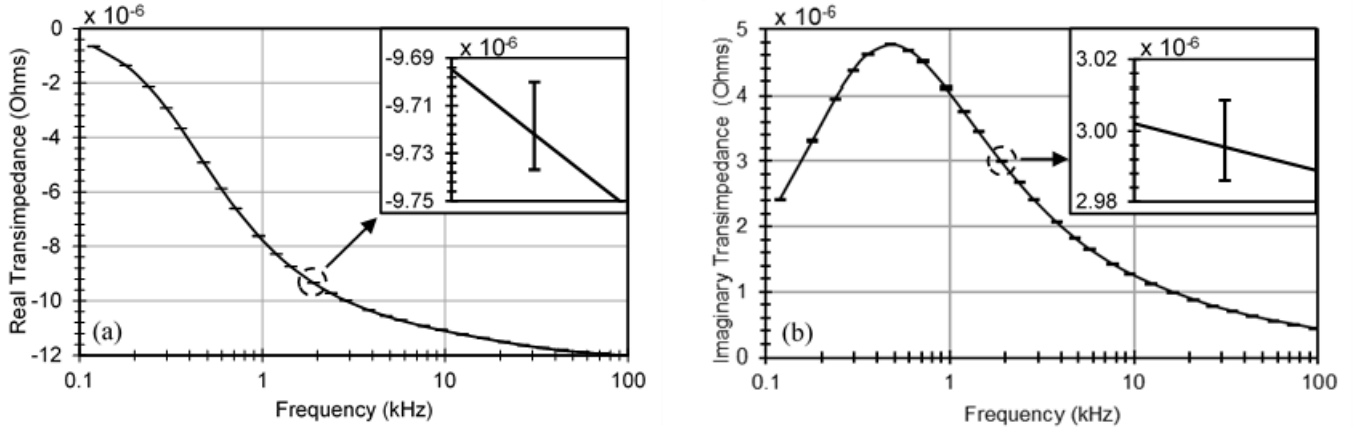 x 10⁻⁶
0
-2
-4
-6
-8
-10
-12
Real Transimpedance (Ohms)
x 10⁻⁶
-9.69
-9.71
-9.73
-9.75
(a)
0.1 1 10 100
Frequency (kHz)
x 10⁻⁶
5
4
3
2
1
0
Imaginary Transimpedance (Ohms)
x 10⁻⁶
3.02
3.00
2.98
(b)
0.1 1 10 100
Frequency (kHz)